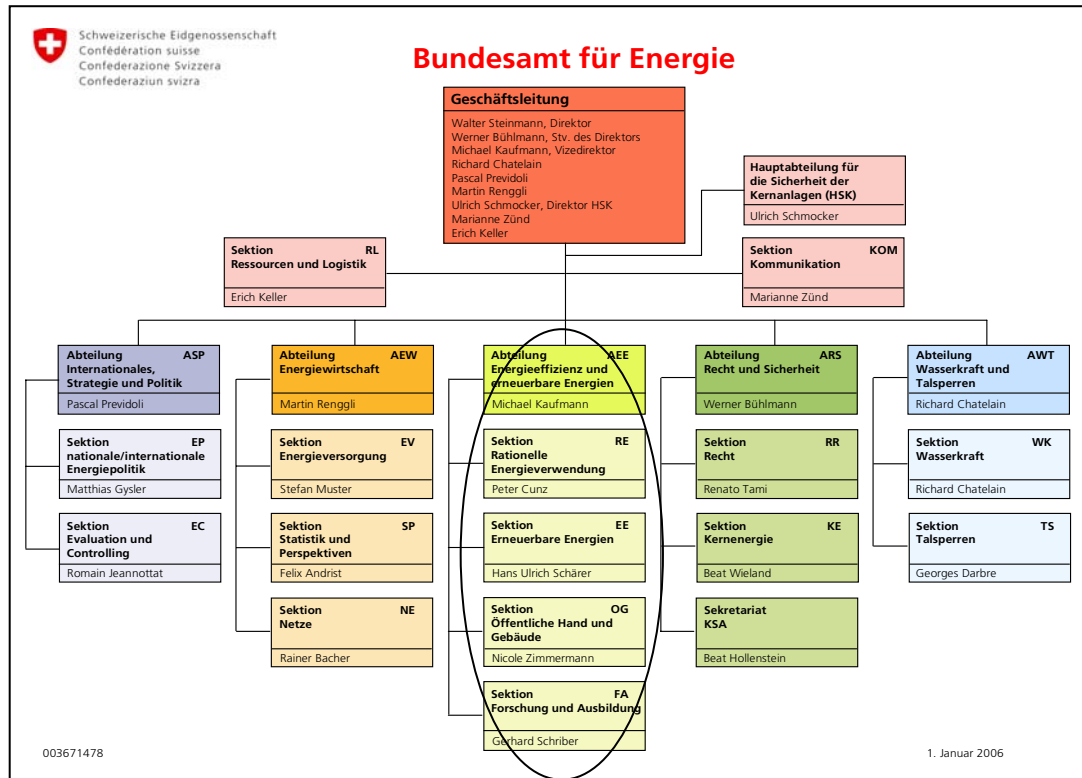 Schweizerische Eidgenossenschaft
Confédération suisse
Confederazione Svizzera
Confederaziun svizra
Bundesamt für Energie
Geschäftsleitung
Walter Steinmann, Direktor
Werner Bühlmann, Stv. des Direktors
Michael Kaufmann, Vizedirektor
Richard Chatelain
Pascal Previdoli
Martin Renggli
Ulrich Schmocker, Direktor HSK
Marianne Zünd
Erich Keller
Hauptabteilung für
die Sicherheit der
Kernanlagen (HSK)
Ulrich Schmocker
Sektion RL
Ressourcen und Logistik
Erich Keller
Sektion KOM
Kommunikation
Marianne Zünd
Abteilung ASP
Internationales,
Strategie und Politik
Pascal Previdoli
Abteilung AEW
Energiewirtschaft
Martin Renggli
Abteilung AEE
Energieeffizienz und
erneuerbare Energien
Michael Kaufmann
Abteilung ARS
Recht und Sicherheit
Werner Bühlmann
Abteilung AWT
Wasserkraft und
Talsperren
Richard Chatelain
Sektion EP
nationale/internationale
Energiepolitik
Matthias Gysler
Sektion EV
Energieversorgung
Stefan Muster
Sektion RE
Rationelle
Energieverwendung
Peter Cunz
Sektion RR
Recht
Renato Tami
Sektion WK
Wasserkraft
Richard Chatelain
Sektion EC
Evaluation und
Controlling
Romain Jeannottat
Sektion SP
Statistik und
Perspektiven
Felix Andrist
Sektion EE
Erneuerbare Energien
Hans Ulrich Schärer
Sektion KE
Kernenergie
Beat Wieland
Sektion TS
Talsperren
Georges Darbre
Sektion NE
Netze
Rainer Bacher
Sektion OG
Öffentliche Hand und
Gebäude
Nicole Zimmermann
Sekretariat
KSA
Beat Hollenstein
Sektion FA
Forschung und Ausbildung
Gerhard Schriber
003671478
1. Januar 2006